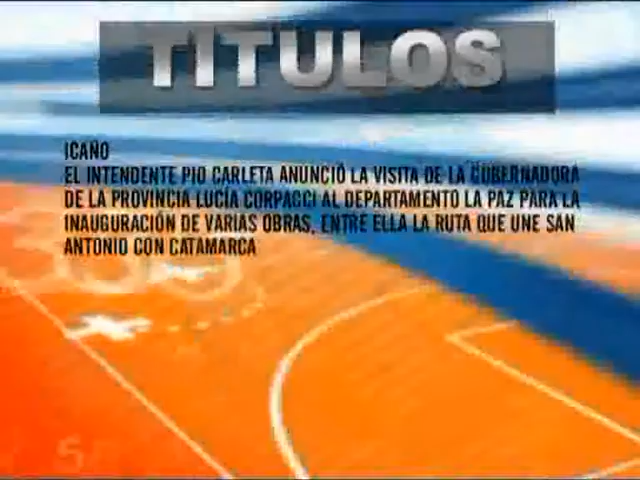 TITULOS
ICAÑO
EL INTENDENTE PIO CARLETA ANUNCIÓ LA VISITA DE LA GOBERNADORA
DE LA PROVINCIA LUCÍA CORPACCI AL DEPARTAMENTO LA PAZ PARA LA
INAUGURACIÓN DE VARIAS OBRAS, ENTRE ELLA LA RUTA QUE UNE SAN
ANTONIO CON CATAMARCA